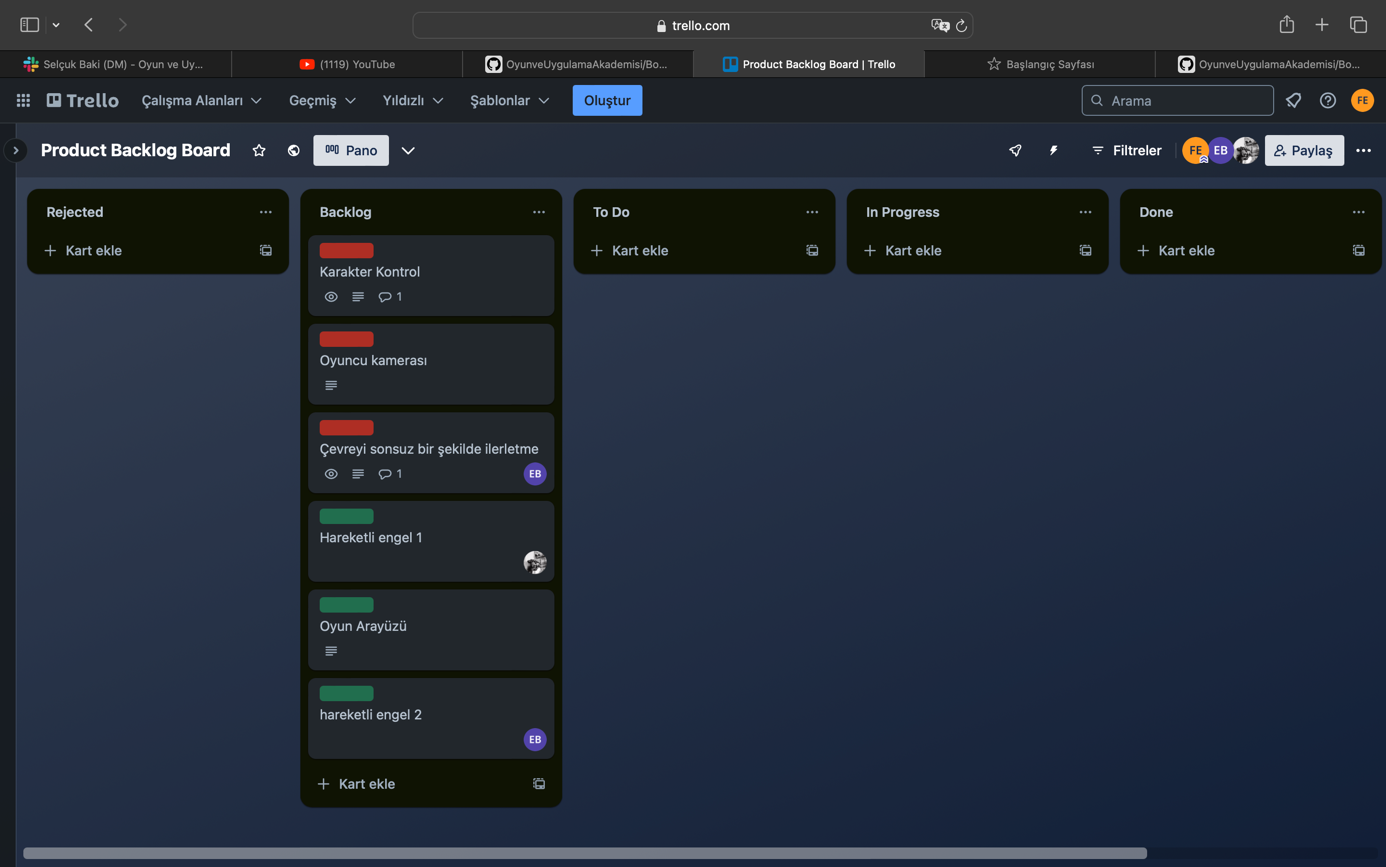 trello.com
Selçuk Baki (DM) - Oyun ve Uy...
(1119) YouTube
OyunveUygulamaAkademisi/Bo...
Product Backlog Board | Trello
Başlangıç Sayfası
OyunveUygulamaAkademisi/Bo...
Trello
Çalışma Alanları
Geçmiş
Yıldızlı
Şablonlar
Oluştur
Arama
FE
Product Backlog Board
Pano
Filtreler
FE
EB
Paylaş
Rejected
Kart ekle
Backlog
Karakter Kontrol
1
Oyuncu kamerası
Çevreyi sonsuz bir şekilde ilerletme
1
EB
Hareketli engel 1
Oyun Arayüzü
hareketli engel 2
EB
Kart ekle
To Do
Kart ekle
In Progress
Kart ekle
Done
Kart ekle